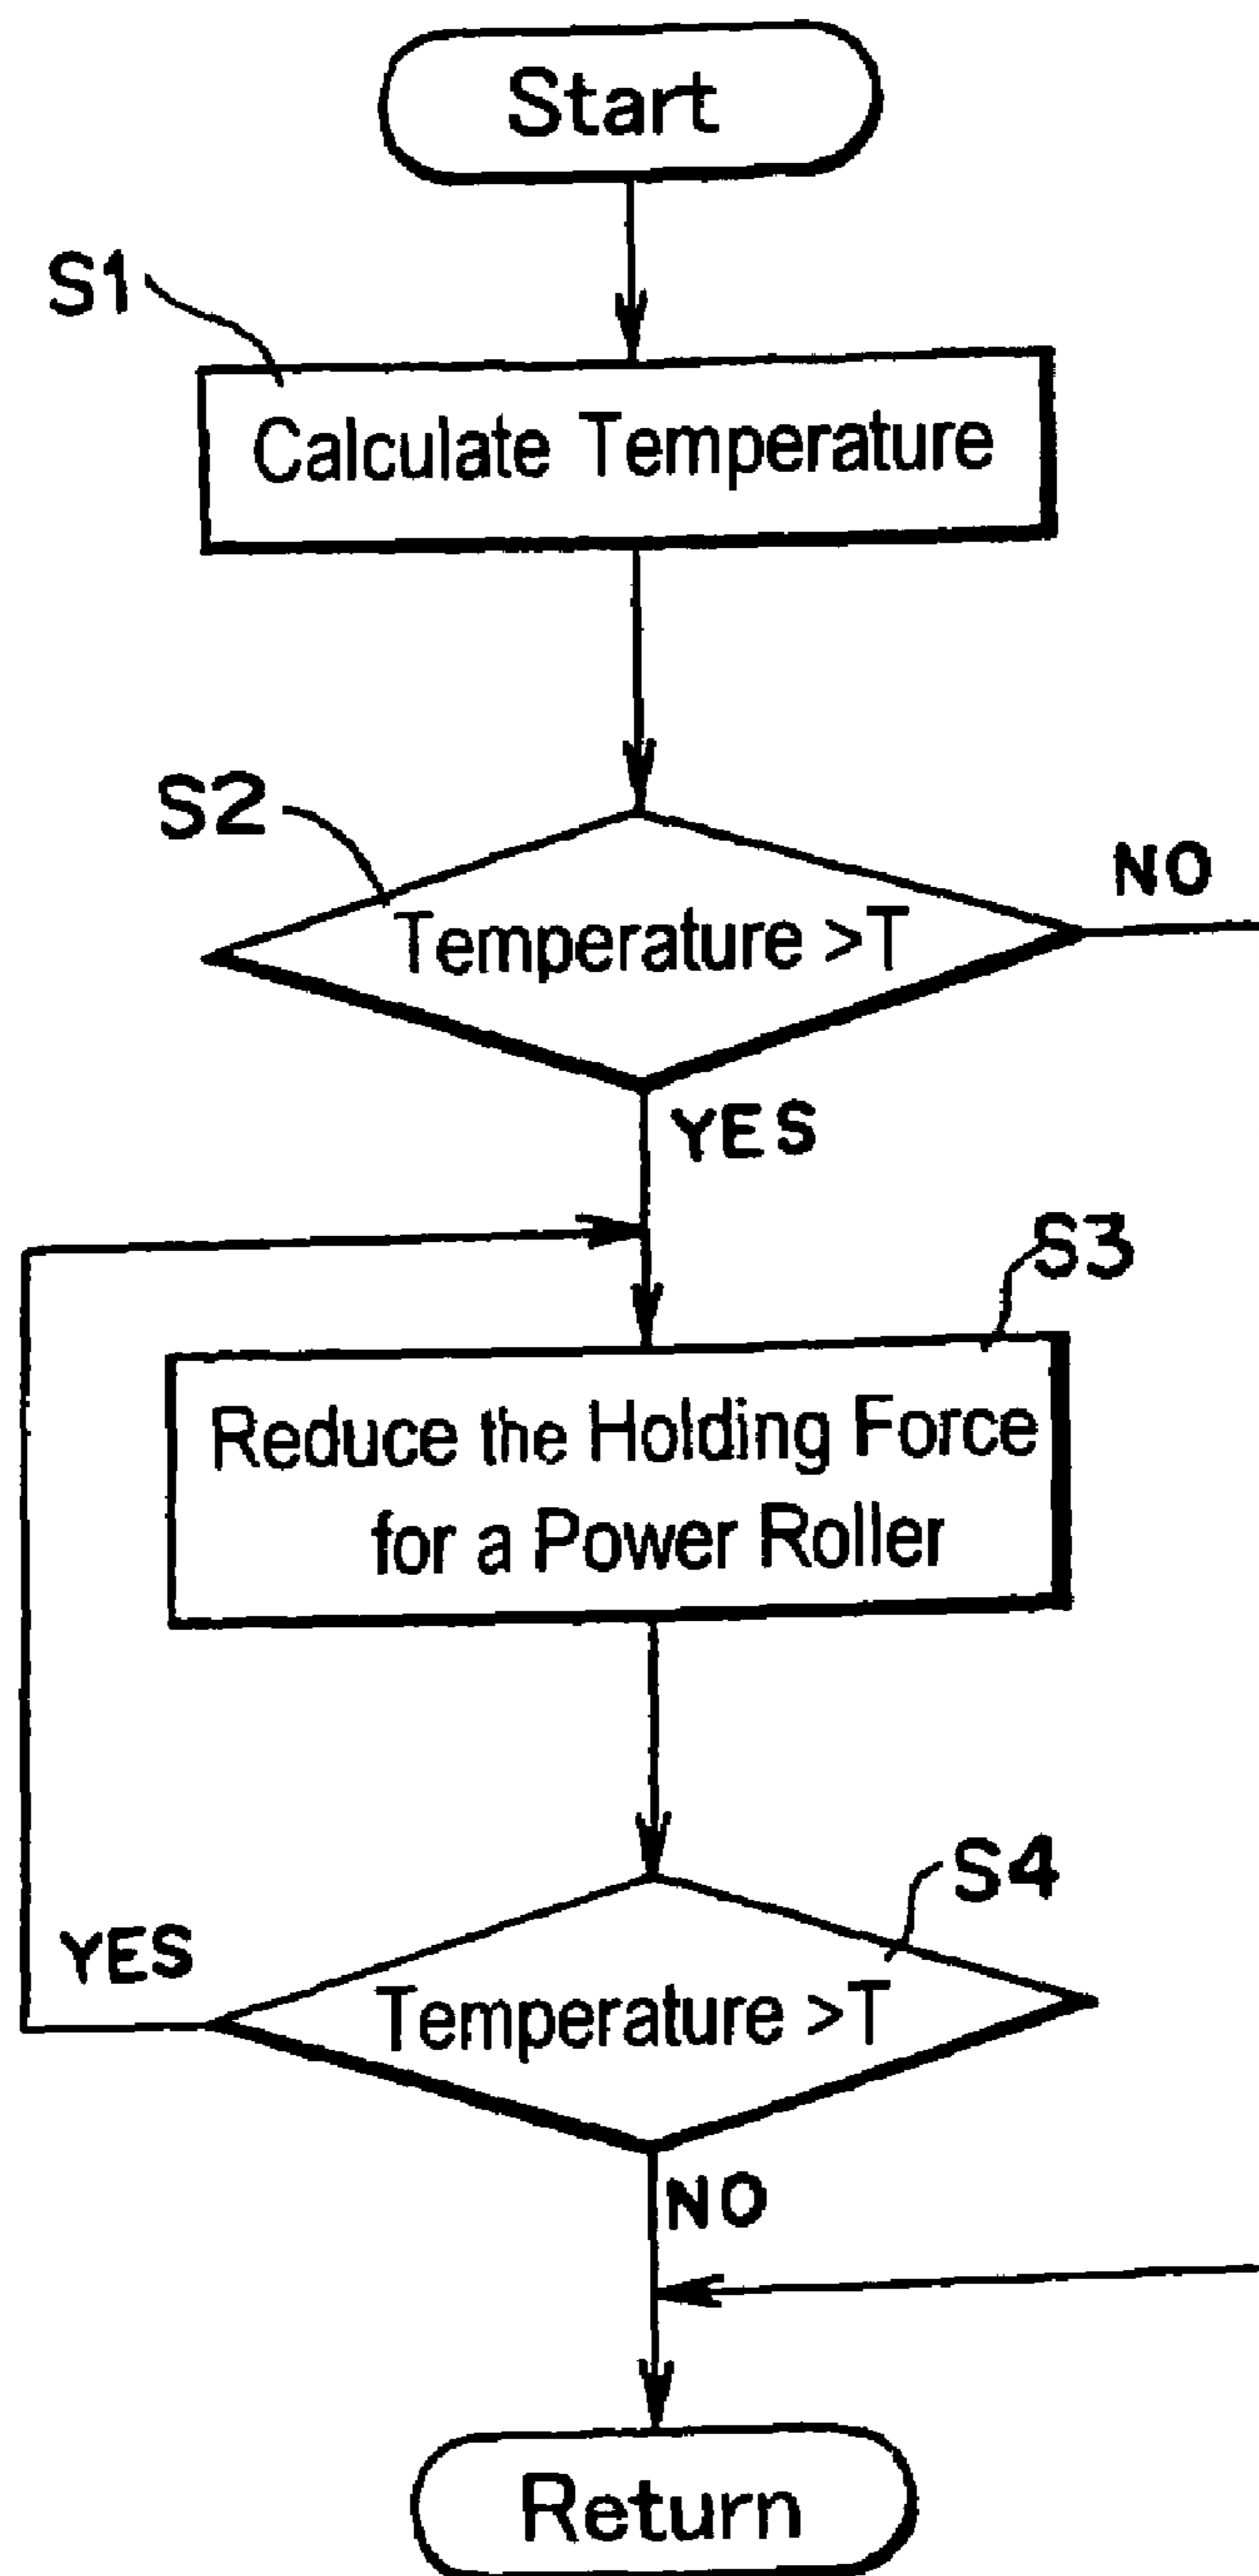 Start
S1
Calculate Temperature
S2
NO
Temperature >T
YES
S3
Reduce the Holding Force
for a Power Roller
S4
YES
Temperature >T
NO
Return